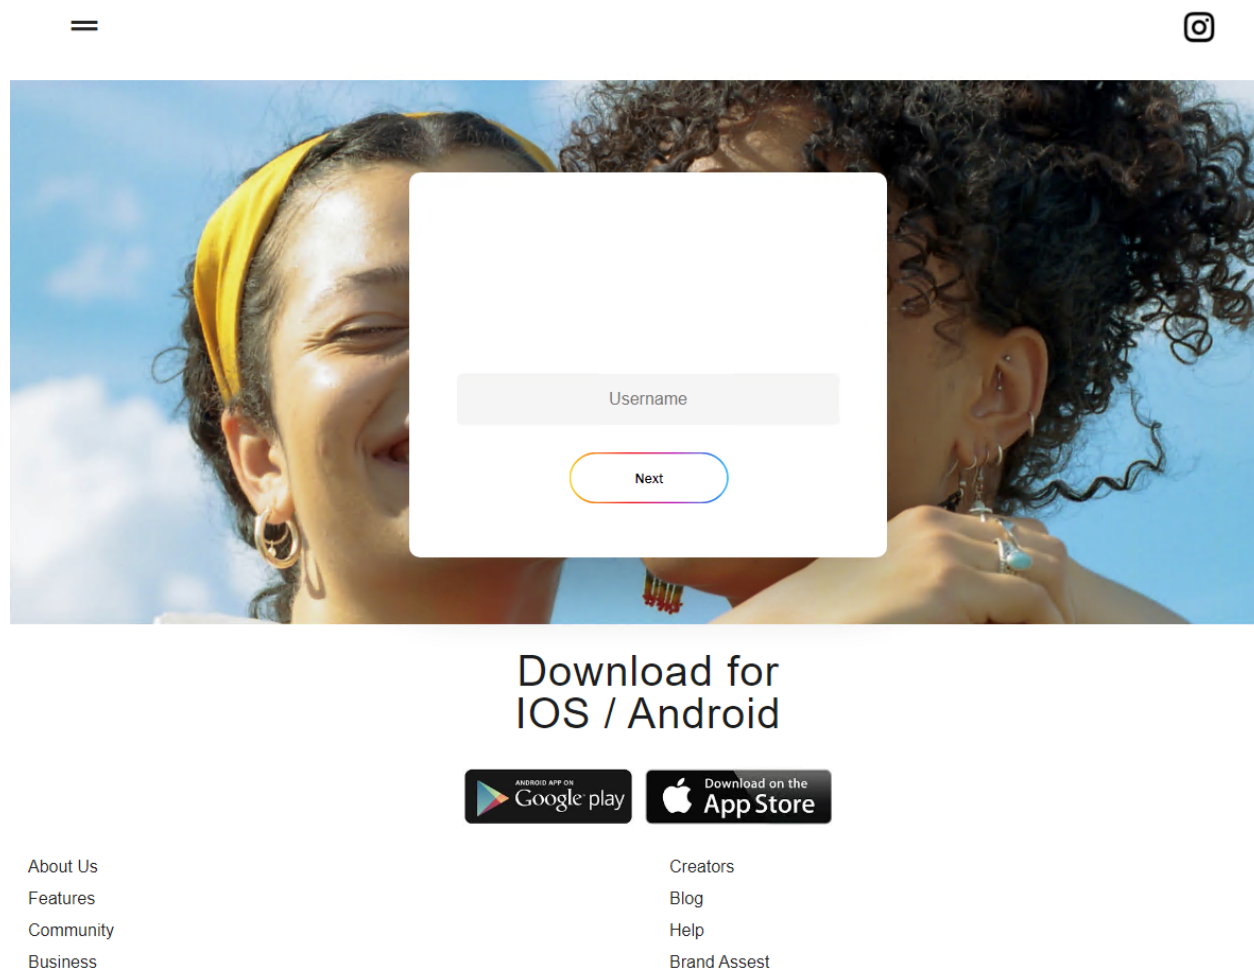 Username
Next
Download for
IOS / Android
ANDROID APP ON
Google play
Download on the
App Store
About Us
Creators
Features
Blog
Community
Help
Business
Brand Assest